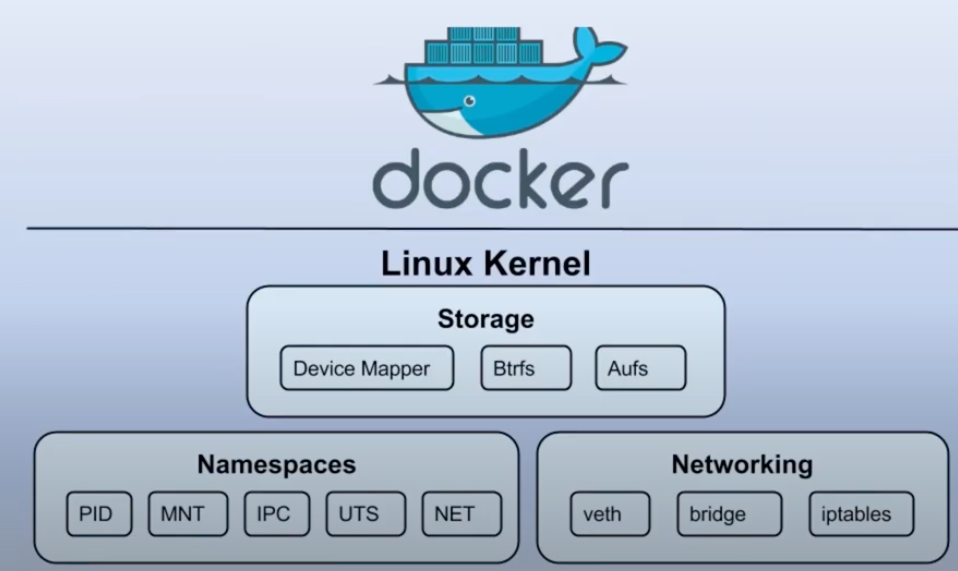 docker
Linux Kernel
Storage
Device Mapper Btrfs Aufs
Namespaces
PID MNT IPC UTS NET
Networking
veth bridge iptables